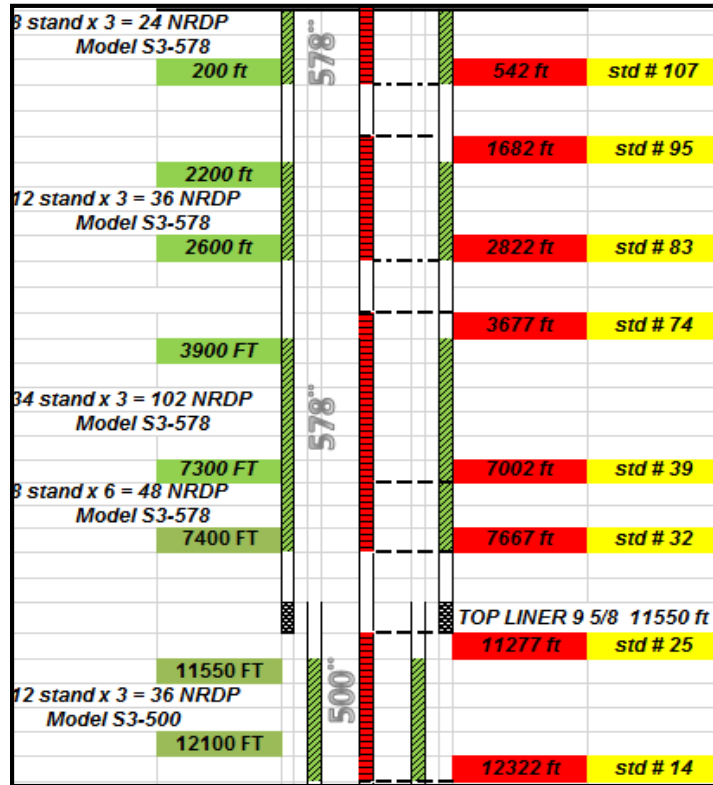 8 stand x 3 = 24 NRDP
Model S3-578
578"
200 ft
542 ft
std # 107
1682 ft
std # 95
2200 ft
12 stand x 3 = 36 NRDP
Model S3-578
2600 ft
2822 ft
std # 83
3677 ft
std # 74
3900 FT
34 stand x 3 = 102 NRDP
Model S3-578
578"
7300 FT
7002 ft
std # 39
8 stand x 6 = 48 NRDP
Model S3-578
7400 FT
7667 ft
std # 32
TOP LINER 9 5/8 11550 ft
11277 ft
std # 25
11550 FT
12 stand x 3 = 36 NRDP
Model S3-500
500"
12100 FT
12322 ft
std # 14